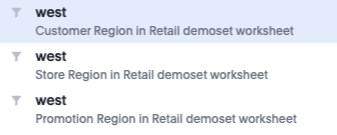 west
Customer Region in Retail demoset worksheet
west
Store Region in Retail demoset worksheet
west
Promotion Region in Retail demoset worksheet